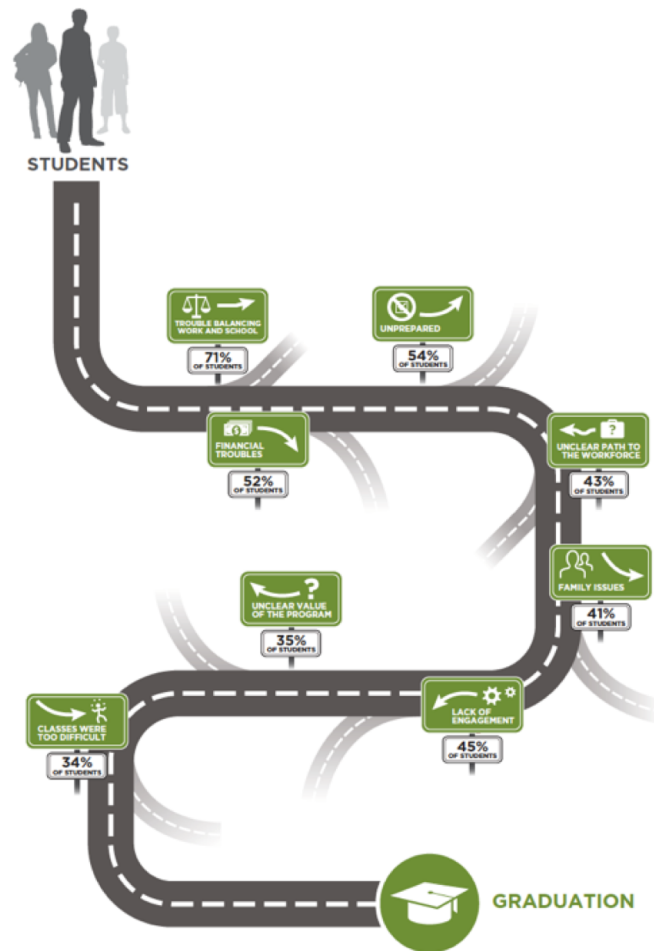 STUDENTS
TROUBLE BALANCING
WORK AND SCHOOL
71%
OF STUDENTS
UNPREPARED
54%
OF STUDENTS
$
FINANCIAL
TROUBLES
52%
OF STUDENTS
?
UNCLEAR PATH TO
THE WORKFORCE
43%
OF STUDENTS
FAMILY ISSUES
41%
OF STUDENTS
?
UNCLEAR VALUE
OF THE PROGRAM
35%
OF STUDENTS
LACK OF
ENGAGEMENT
45%
OF STUDENTS
CLASSES WERE
TOO DIFFICULT
34%
OF STUDENTS
GRADUATION